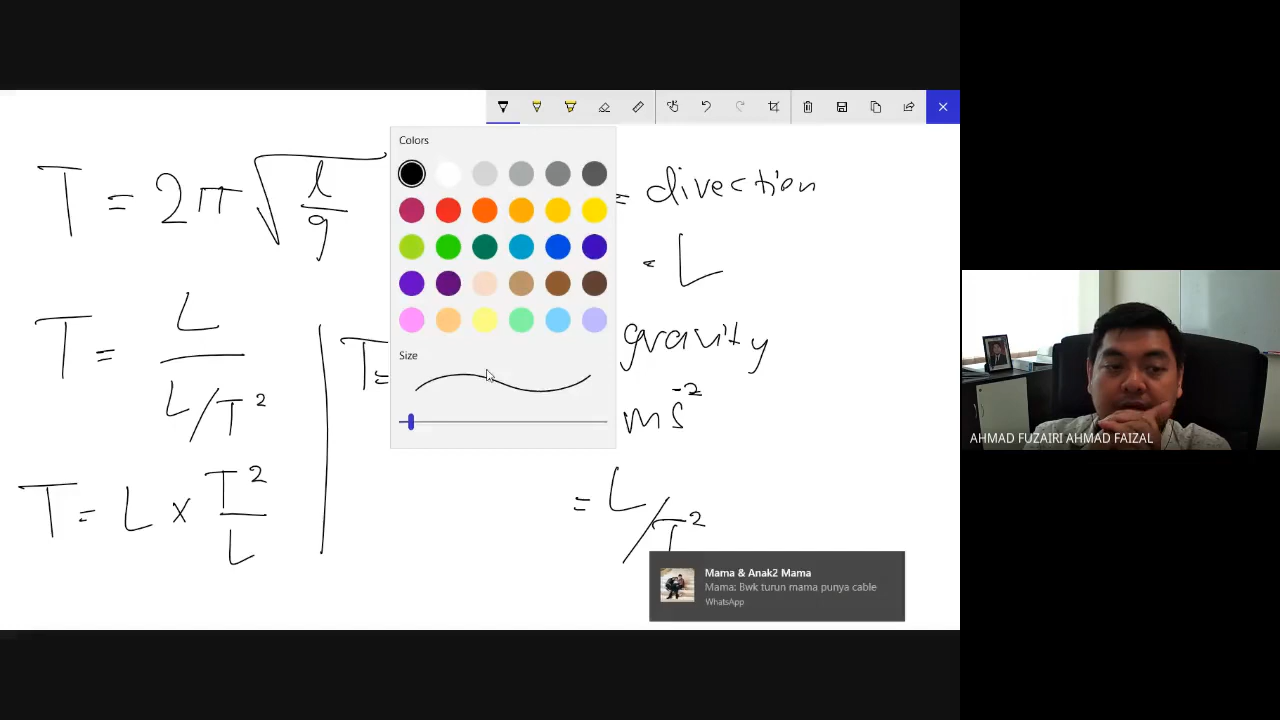 Colors
T = 2π √ l/g
= divection
= L
T = L / L/T²
T=
gravity
Size
ms⁻²
T = L × T²/L
= L/T²
Mama & Anak2 Mama
Mama: Bwk turun mama punya cable
WhatsApp
AHMAD FUZAIRI AHMAD FAIZAL